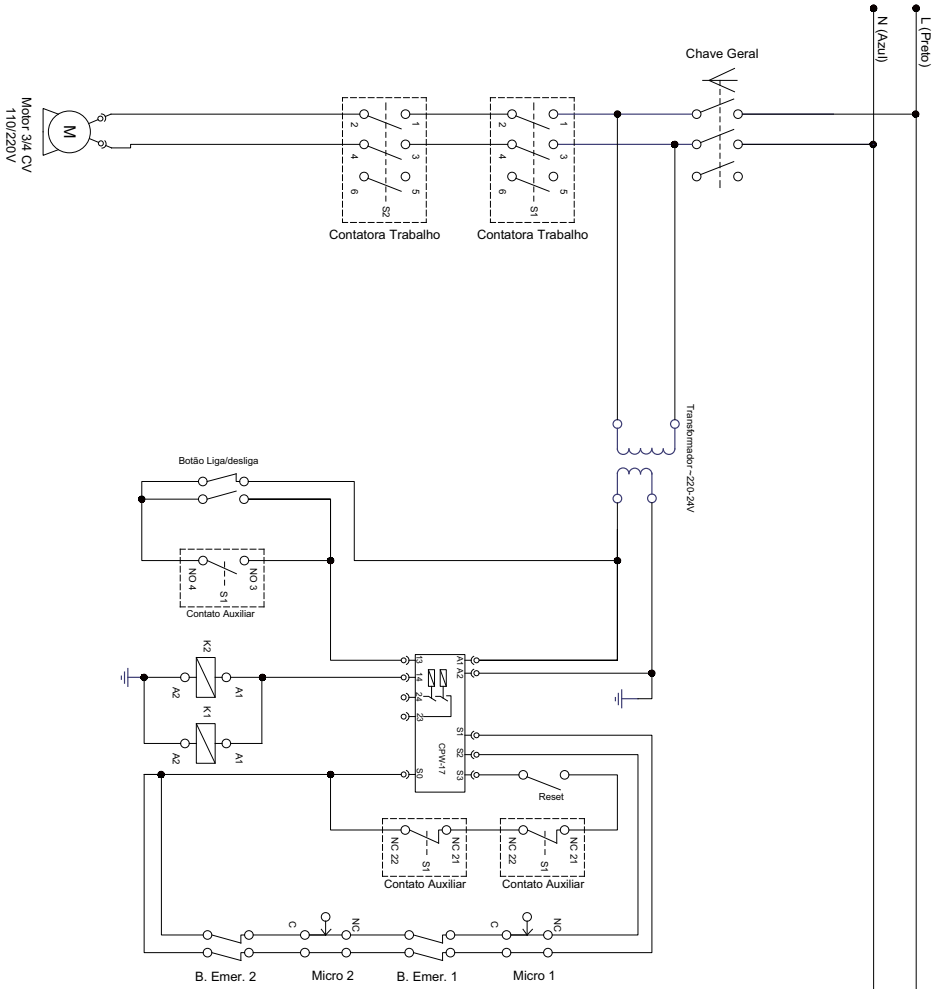 L (Preto)
N (Azul)
Chave Geral
Motor 3/4 CV
110/220V
M
1
2
3
4
5
6
S2
Contatora Trabalho
1
2
3
4
5
6
S1
Contatora Trabalho
Transformador ~220-24V
Botão Liga/desliga
NO 3
NO 4
S1
Contato Auxiliar
K2
A1
A2
K1
A1
A2
13
14
24
23
S0
A1
A2
S1
S2
S3
CPW-17
Reset
NC 22
NC 21
S1
Contato Auxiliar
NC 22
NC 21
S1
Contato Auxiliar
C
NC
C
NC
B. Emer. 2
Micro 2
B. Emer. 1
Micro 1